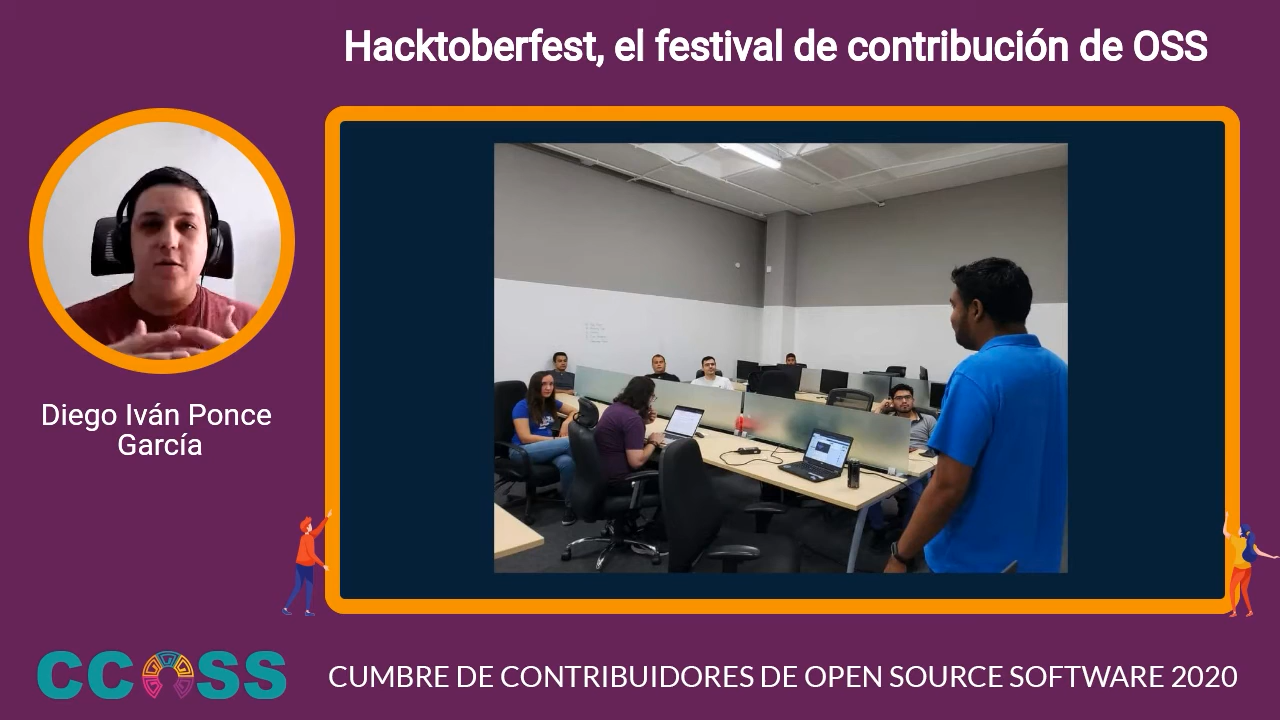 Hacktoberfest, el festival de contribución de OSS
Diego Iván Ponce
García
CCOSS
CUMBRE DE CONTRIBUIDORES DE OPEN SOURCE SOFTWARE 2020